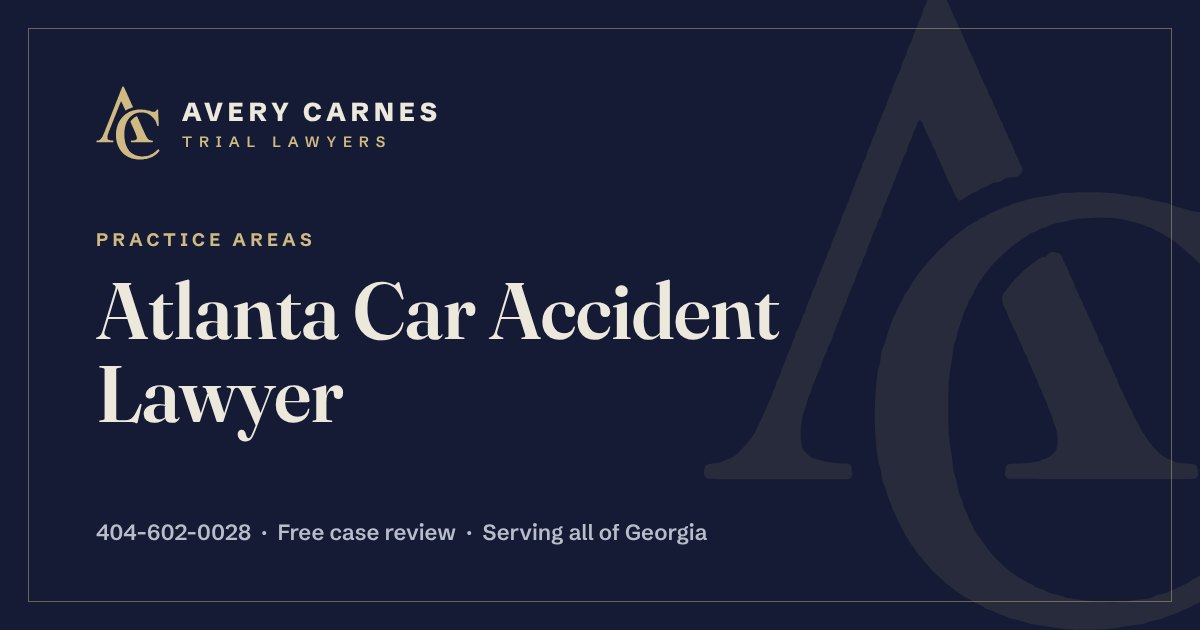 AC
AVERY CARNES
TRIAL LAWYERS
PRACTICE AREAS
Atlanta Car Accident
Lawyer
404-602-0028 · Free case review · Serving all of Georgia